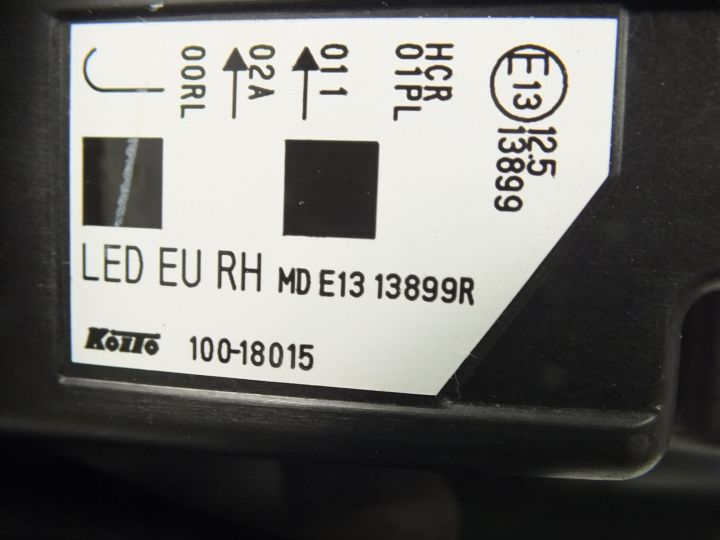 J
00RL
02A
011
HCR
01PL
E13
12.5
13899
LED EU RH MD E13 13899R
KOITO 100-18015